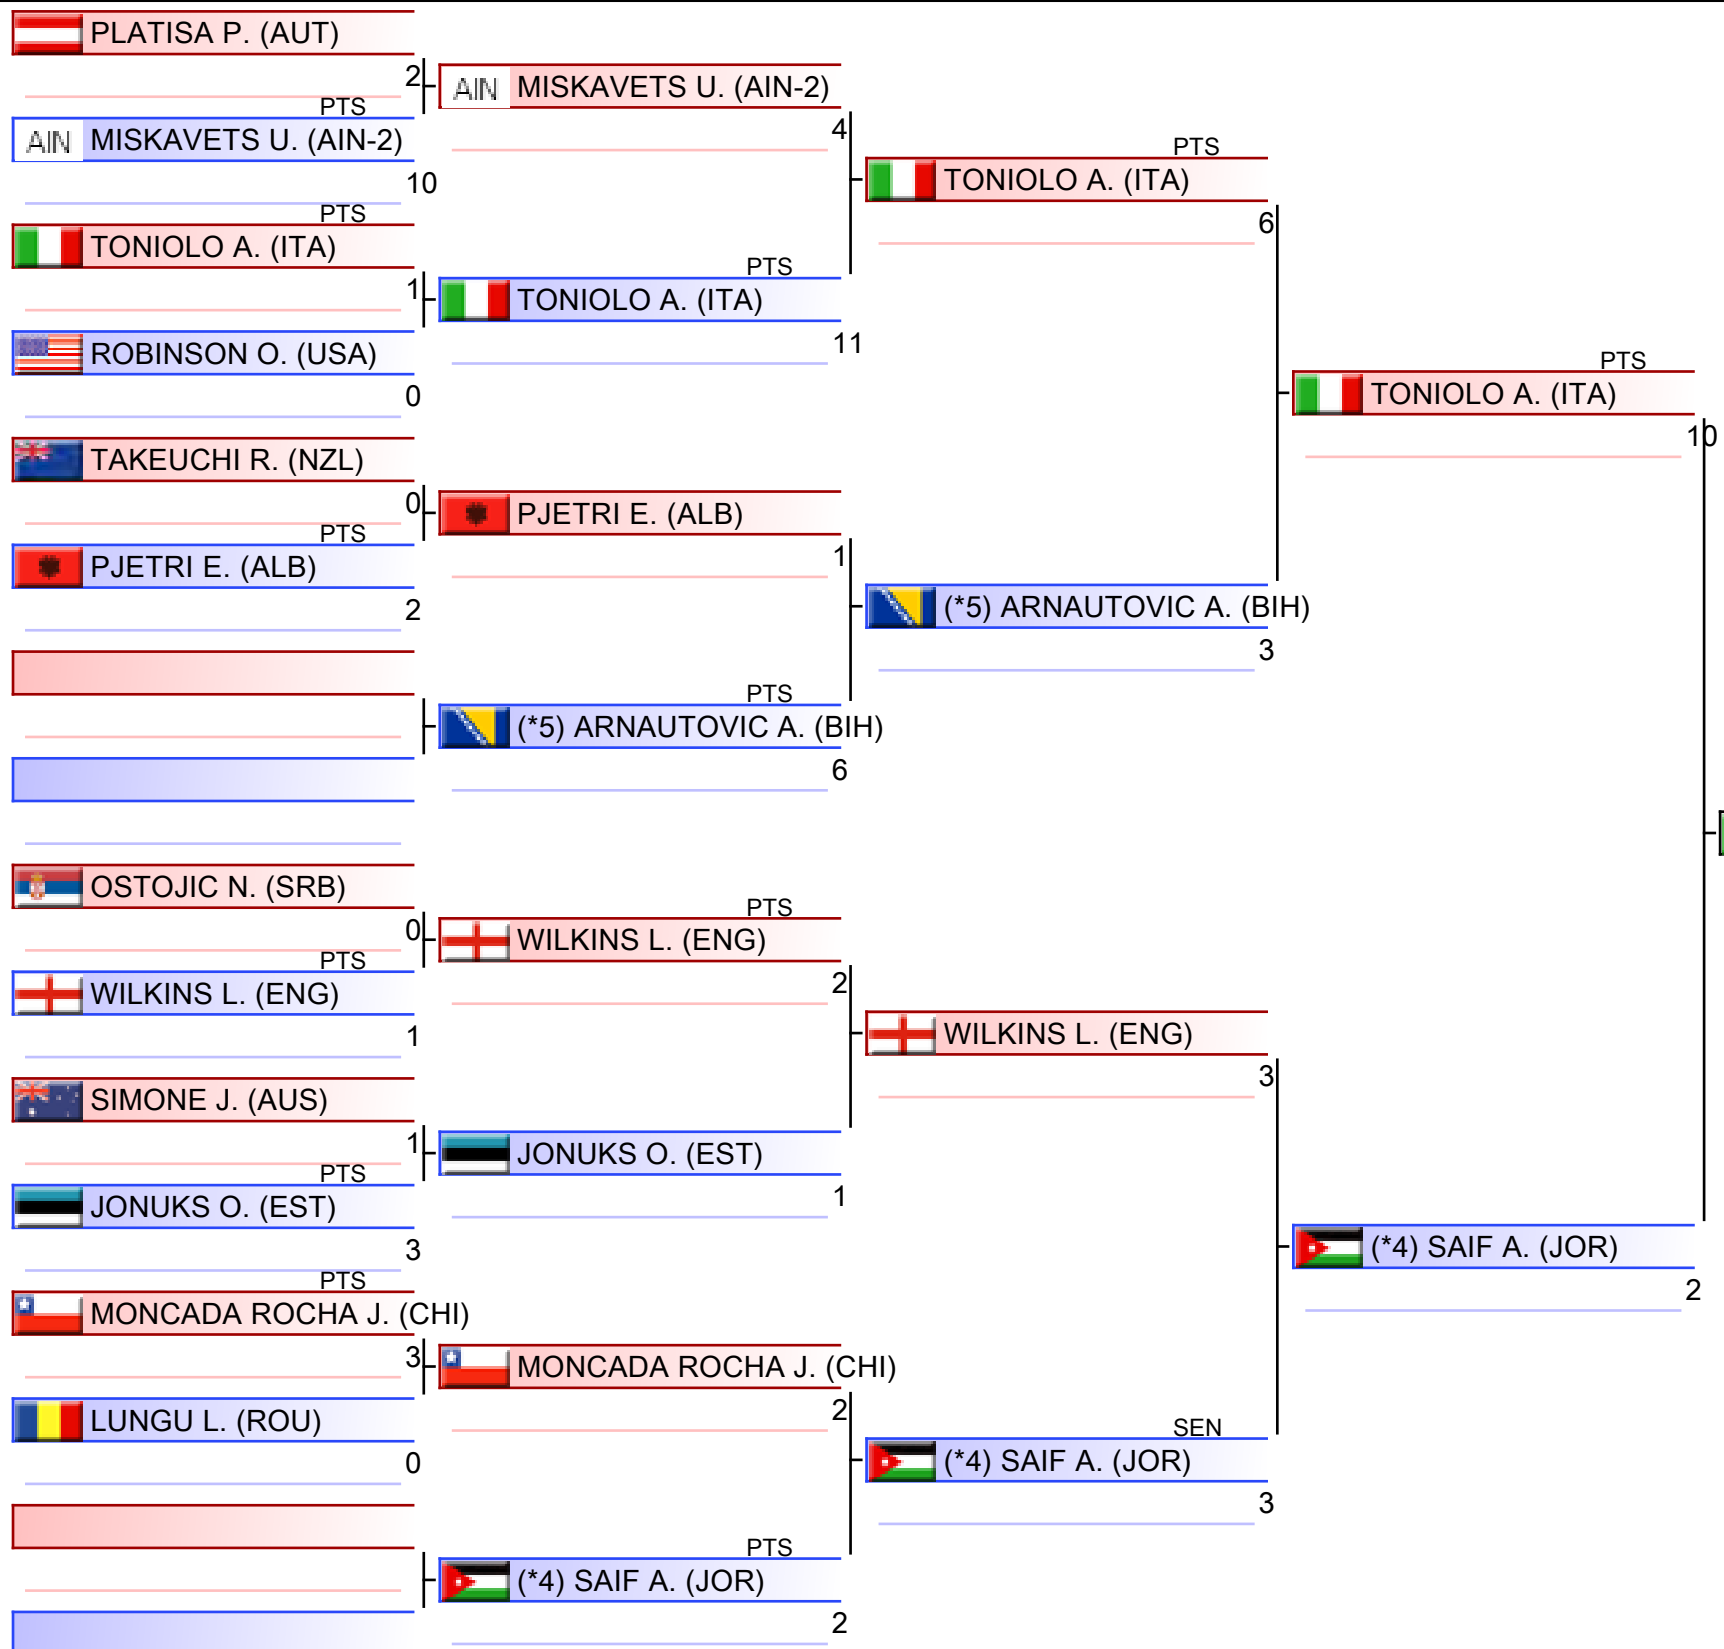 PLATISA P. (AUT)
2
PTS
AIN MISKAVETS U. (AIN-2)
10
PTS
TONIOLO A. (ITA)
1
ROBINSON O. (USA)
0
TAKEUCHI R. (NZL)
0
PTS
PJETRI E. (ALB)
2
OSTOJIC N. (SRB)
0
PTS
WILKINS L. (ENG)
1
SIMONE J. (AUS)
1
PTS
JONUKS O. (EST)
3
PTS
MONCADA ROCHA J. (CHI)
3
LUNGU L. (ROU)
0
AIN MISKAVETS U. (AIN-2)
4
PTS
TONIOLO A. (ITA)
11
PJETRI E. (ALB)
1
PTS
(*5) ARNAUTOVIC A. (BIH)
6
PTS
WILKINS L. (ENG)
2
JONUKS O. (EST)
1
MONCADA ROCHA J. (CHI)
2
PTS
(*4) SAIF A. (JOR)
2
PTS
TONIOLO A. (ITA)
6
(*5) ARNAUTOVIC A. (BIH)
3
WILKINS L. (ENG)
3
SEN
(*4) SAIF A. (JOR)
3
PTS
TONIOLO A. (ITA)
10
(*4) SAIF A. (JOR)
2